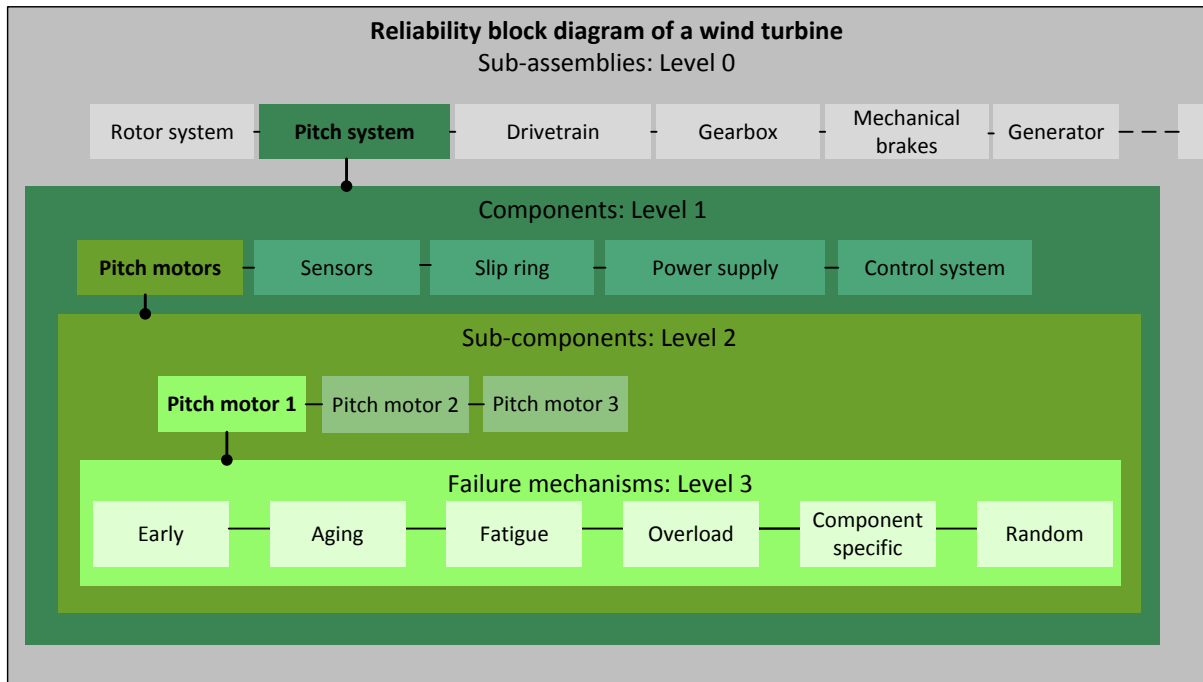 Reliability block diagram of a wind turbine
Sub-assemblies: Level 0
Rotor system
Pitch system
Drivetrain
Gearbox
Mechanical
brakes
Generator
Components: Level 1
Pitch motors
Sensors
Slip ring
Power supply
Control system
Sub-components: Level 2
Pitch motor 1
Pitch motor 2
Pitch motor 3
Failure mechanisms: Level 3
Early
Aging
Fatigue
Overload
Component
specific
Random